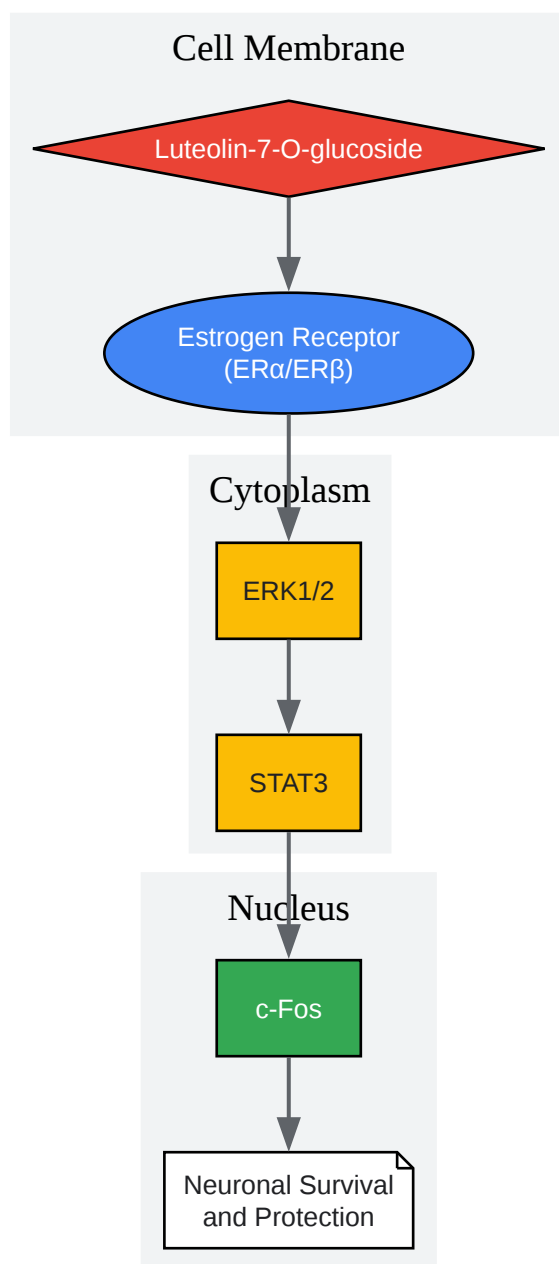 Cell Membrane
Luteolin-7-O-glucoside
Estrogen Receptor
(ERα/ERβ)
Cytoplasm
ERK1/2
STAT3
Nucleus
c-Fos
Neuronal Survival
and Protection